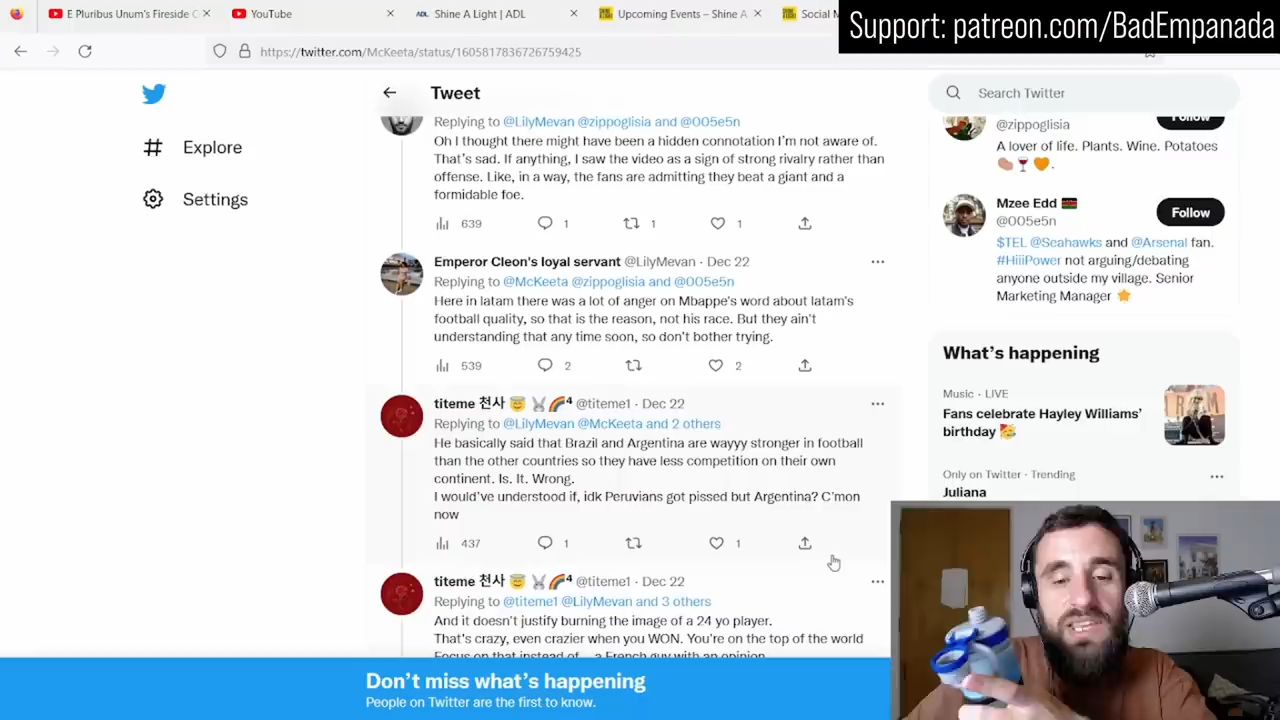 E Pluribus Unum's Fireside C
YouTube
ADL Shine A Light | ADL
Upcoming Events – Shine A
Social M
Support: patreon.com/BadEmpanada
https://twitter.com/McKeeta/status/1605817836726759425
Explore
Settings
Tweet
Replying to @LilyMevan @zippoglisia and @005e5n
Oh I thought there might have been a hidden connotation I'm not aware of.
That's sad. If anything, I saw the video as a sign of strong rivalry rather than
offense. Like, in a way, the fans are admitting they beat a giant and a
formidable foe.
639 1 1 1
Emperor Cleon's loyal servant @LilyMevan · Dec 22
Replying to @McKeeta @zippoglisia and @005e5n
Here in latam there was a lot of anger on Mbappe's word about latam's
football quality, so that is the reason, not his race. But they ain't
understanding that any time soon, so don't bother trying.
539 2 2
titeme 천사 😇 🐰🌈⁴ @titeme1 · Dec 22
Replying to @LilyMevan @McKeeta and 2 others
He basically said that Brazil and Argentina are wayyy stronger in football
than the other countries so they have less competition on their own
continent. Is. It. Wrong.
I would've understood if, idk Peruvians got pissed but Argentina? C'mon
now
437 1 1
titeme 천사 😇 🐰🌈⁴ @titeme1 · Dec 22
Replying to @titeme1 @LilyMevan and 3 others
And it doesn't justify burning the image of a 24 yo player.
That's crazy, even crazier when you WON. You're on the top of the world
Focus on that instead of a French guy with an opinion
Don't miss what's happening
People on Twitter are the first to know.
Search Twitter
Follow
@zippoglisia
A lover of life. Plants. Wine. Potatoes
🥔🍷🧡.
Mzee Edd 🇰🇪
@005e5n
Follow
$TEL @Seahawks and @Arsenal fan.
#HiiiPower not arguing/debating
anyone outside my village. Senior
Marketing Manager ⭐
What's happening
Music · LIVE
Fans celebrate Hayley Williams'
birthday 🥳
Only on Twitter · Trending
Juliana